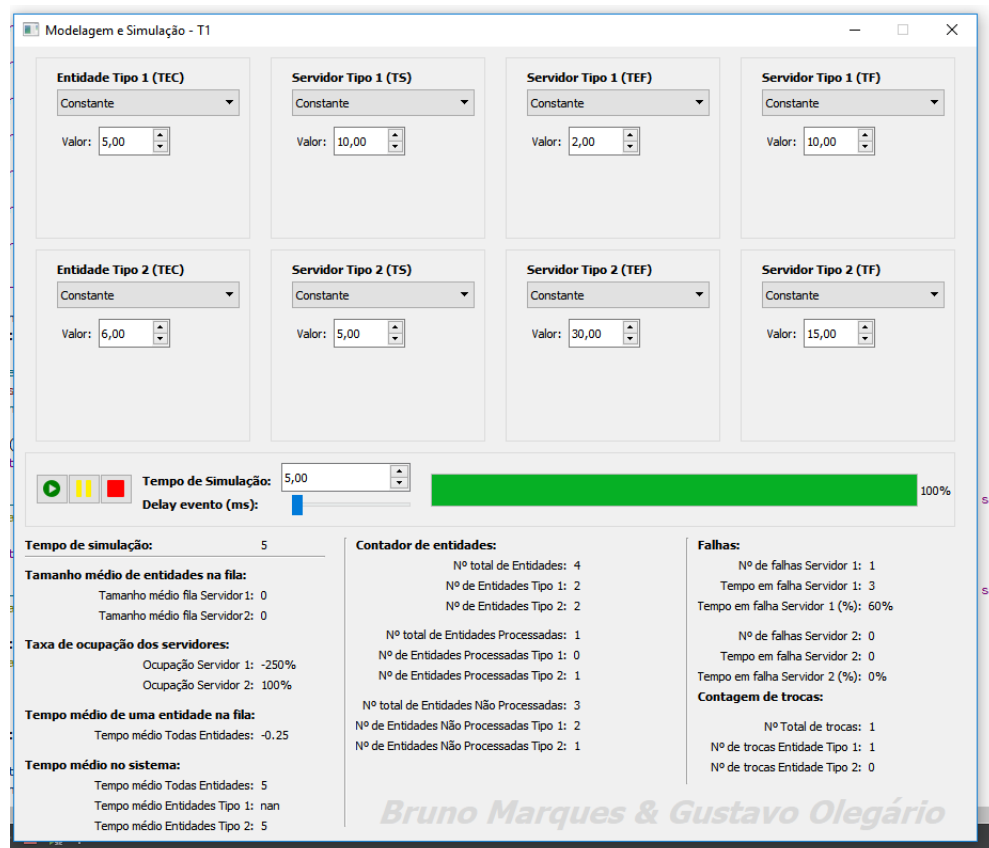 Modelagem e Simulação - T1
Entidade Tipo 1 (TEC)
Constante
Valor: 5,00
Servidor Tipo 1 (TS)
Constante
Valor: 10,00
Servidor Tipo 1 (TEF)
Constante
Valor: 2,00
Servidor Tipo 1 (TF)
Constante
Valor: 10,00
Entidade Tipo 2 (TEC)
Constante
Valor: 6,00
Servidor Tipo 2 (TS)
Constante
Valor: 5,00
Servidor Tipo 2 (TEF)
Constante
Valor: 30,00
Servidor Tipo 2 (TF)
Constante
Valor: 15,00
Tempo de Simulação: 5,00
Delay evento (ms):
100%
Tempo de simulação: 5
Tamanho médio de entidades na fila:
Tamanho médio fila Servidor1: 0
Tamanho médio fila Servidor2: 0
Taxa de ocupação dos servidores:
Ocupação Servidor 1: -250%
Ocupação Servidor 2: 100%
Tempo médio de uma entidade na fila:
Tempo médio Todas Entidades: -0.25
Tempo médio no sistema:
Tempo médio Todas Entidades: 5
Tempo médio Entidades Tipo 1: nan
Tempo médio Entidades Tipo 2: 5
Contador de entidades:
Nº total de Entidades: 4
Nº de Entidades Tipo 1: 2
Nº de Entidades Tipo 2: 2
Nº total de Entidades Processadas: 1
Nº de Entidades Processadas Tipo 1: 0
Nº de Entidades Processadas Tipo 2: 1
Nº total de Entidades Não Processadas: 3
Nº de Entidades Não Processadas Tipo 1: 2
Nº de Entidades Não Processadas Tipo 2: 1
Falhas:
Nº de falhas Servidor 1: 1
Tempo em falha Servidor 1: 3
Tempo em falha Servidor 1 (%): 60%
Nº de falhas Servidor 2: 0
Tempo em falha Servidor 2: 0
Tempo em falha Servidor 2 (%): 0%
Contagem de trocas:
Nº Total de trocas: 1
Nº de trocas Entidade Tipo 1: 1
Nº de trocas Entidade Tipo 2: 0
Bruno Marques & Gustavo Olegário